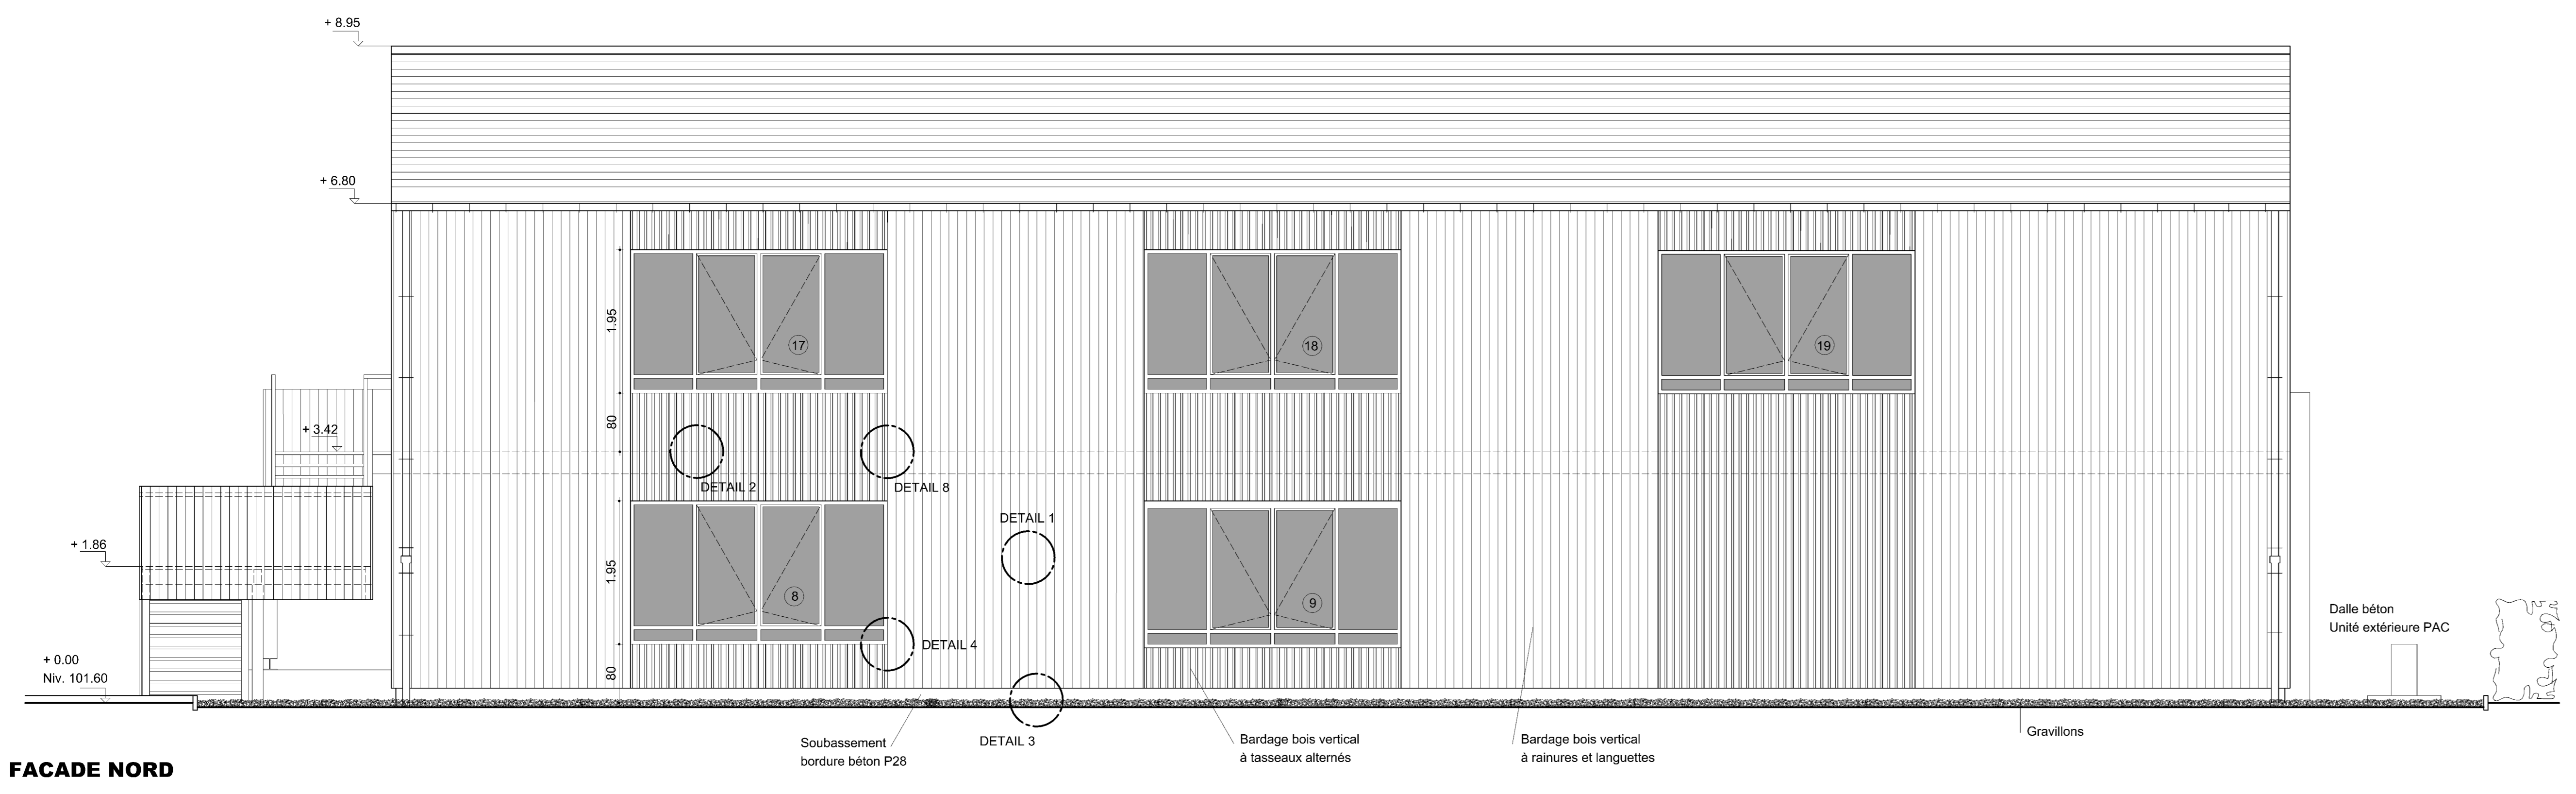 + 8.95
+ 6.80
1.95
17
18
19
80
+ 3.42
DETAIL 2
DETAIL 8
DETAIL 1
+ 1.86
1.95
8
9
DETAIL 4
80
+ 0.00
Niv. 101.60
Dalle béton
Unité extérieure PAC
Soubassement
bordure béton P28
DETAIL 3
Bardage bois vertical
à tasseaux alternés
Bardage bois vertical
à rainures et languettes
Gravillons
FACADE NORD